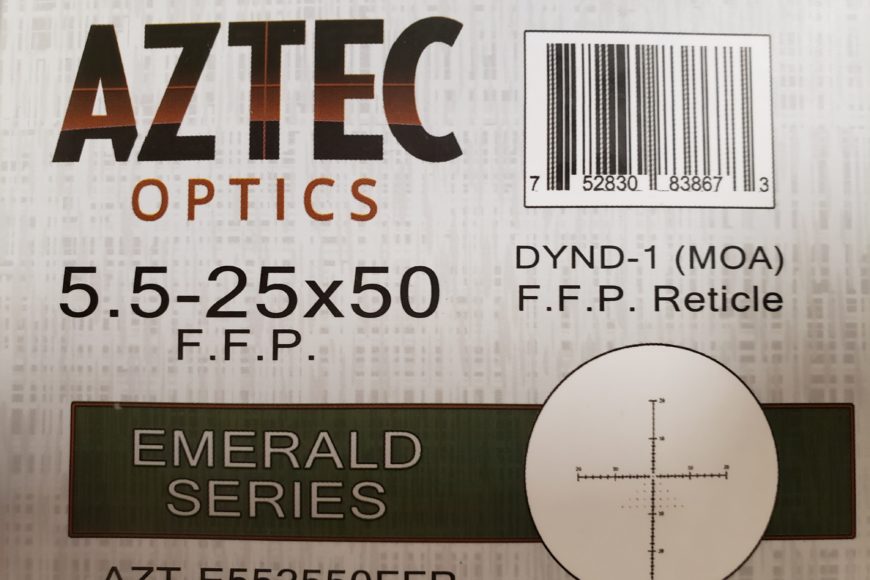 AZTEC
OPTICS
5.5-25x50
F.F.P.
7 52830 83867 3
DYND-1 (MOA)
F.F.P. Reticle
EMERALD
SERIES